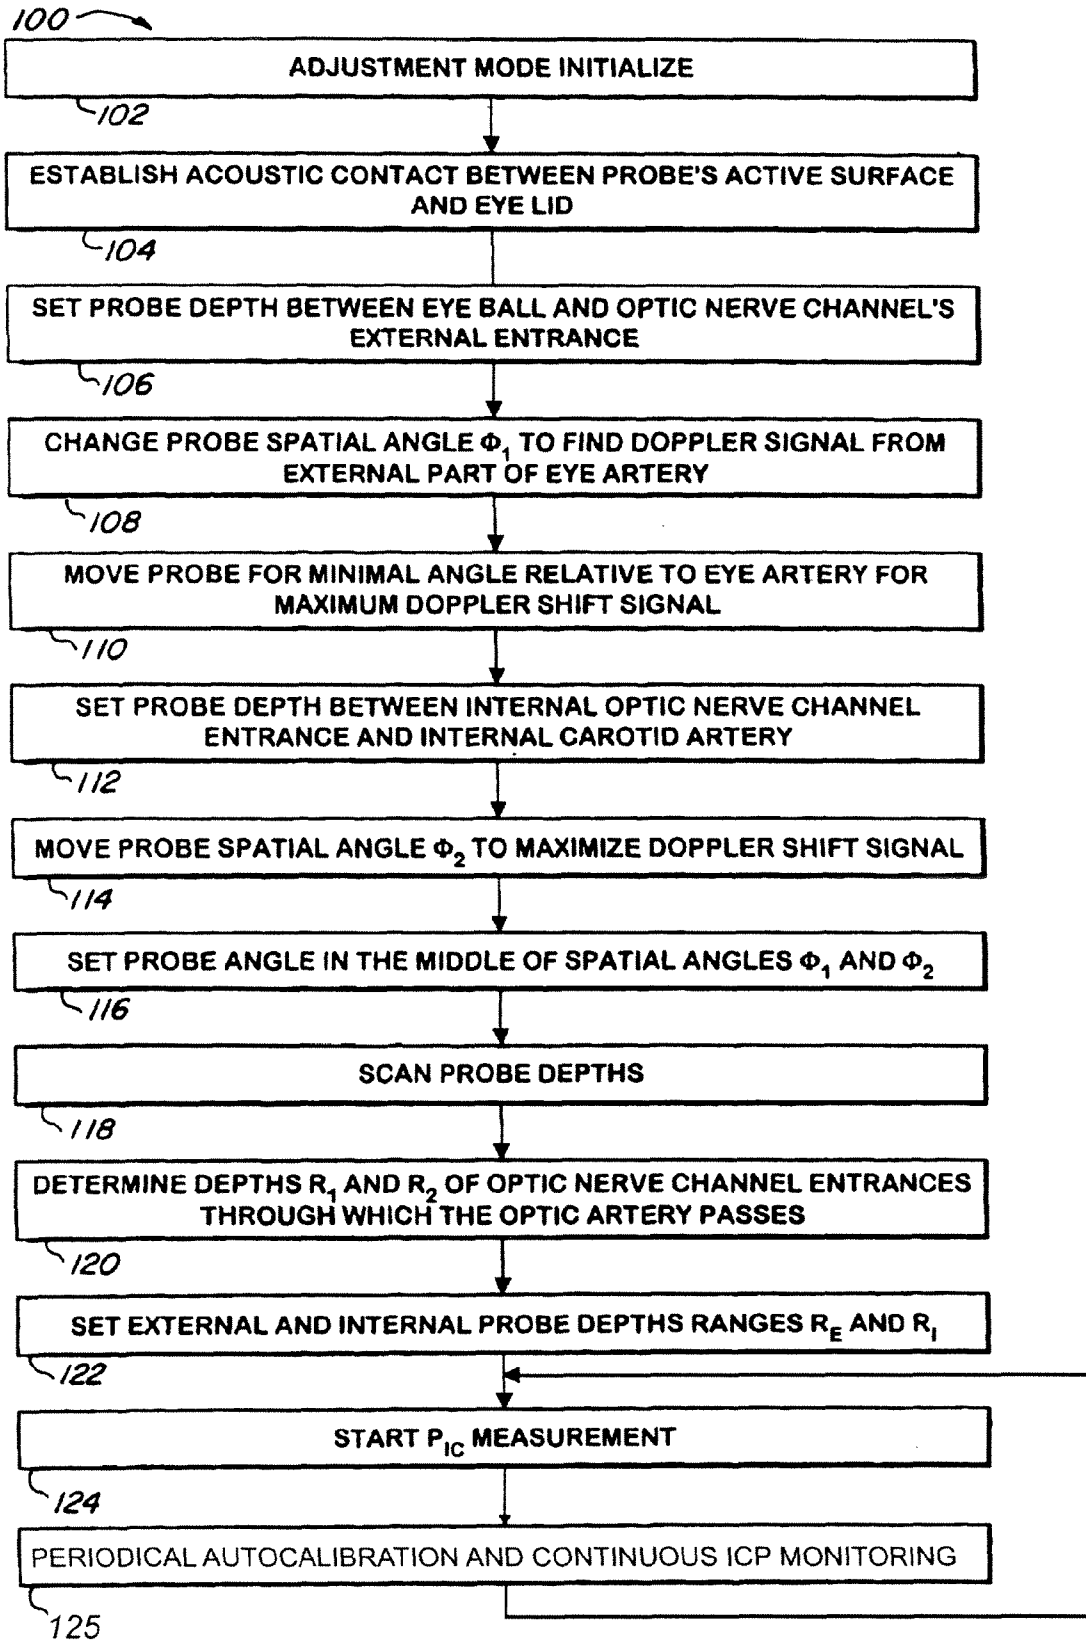 100
ADJUSTMENT MODE INITIALIZE
102
ESTABLISH ACOUSTIC CONTACT BETWEEN PROBE'S ACTIVE SURFACE
AND EYE LID
104
SET PROBE DEPTH BETWEEN EYE BALL AND OPTIC NERVE CHANNEL'S
EXTERNAL ENTRANCE
106
CHANGE PROBE SPATIAL ANGLE Φ₁ TO FIND DOPPLER SIGNAL FROM
EXTERNAL PART OF EYE ARTERY
108
MOVE PROBE FOR MINIMAL ANGLE RELATIVE TO EYE ARTERY FOR
MAXIMUM DOPPLER SHIFT SIGNAL
110
SET PROBE DEPTH BETWEEN INTERNAL OPTIC NERVE CHANNEL
ENTRANCE AND INTERNAL CAROTID ARTERY
112
MOVE PROBE SPATIAL ANGLE Φ₂ TO MAXIMIZE DOPPLER SHIFT SIGNAL
114
SET PROBE ANGLE IN THE MIDDLE OF SPATIAL ANGLES Φ₁ AND Φ₂
116
SCAN PROBE DEPTHS
118
DETERMINE DEPTHS R₁ AND R₂ OF OPTIC NERVE CHANNEL ENTRANCES
THROUGH WHICH THE OPTIC ARTERY PASSES
120
SET EXTERNAL AND INTERNAL PROBE DEPTHS RANGES R_E AND R_I
122
START P_IC MEASUREMENT
124
PERIODICAL AUTOCALIBRATION AND CONTINUOUS ICP MONITORING
125